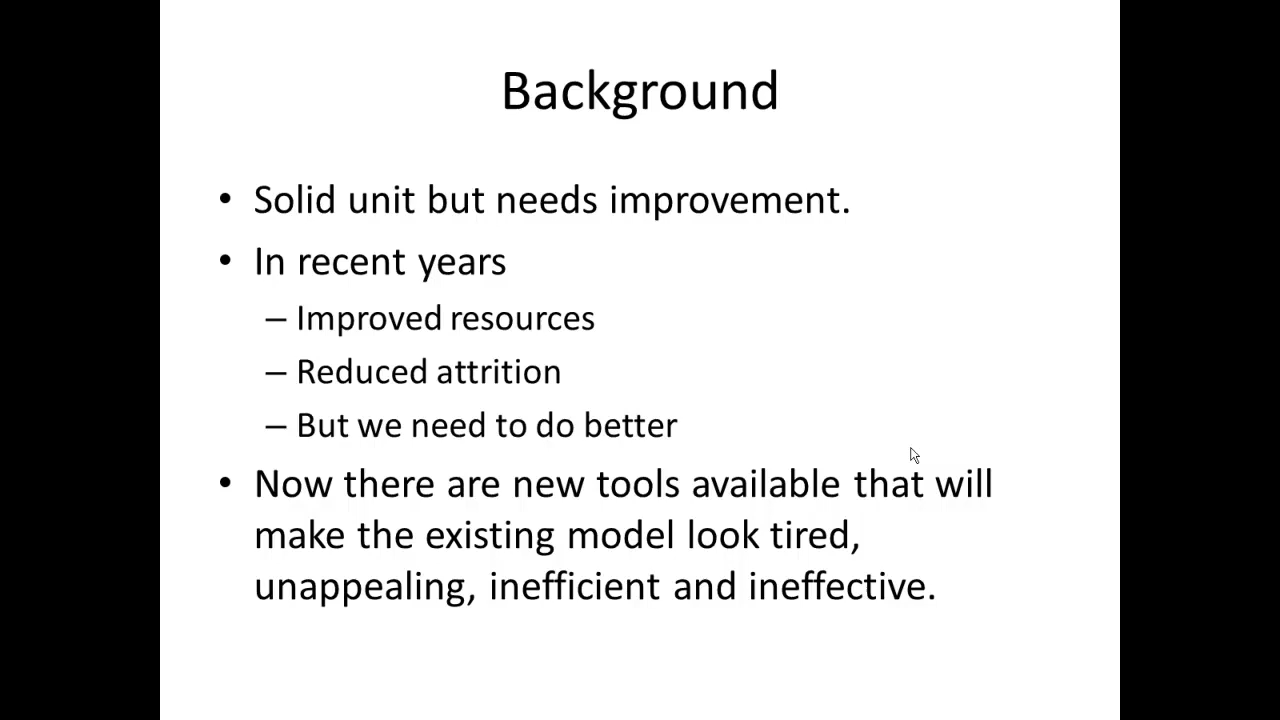 Background
• Solid unit but needs improvement.
• In recent years
– Improved resources
– Reduced attrition
– But we need to do better
• Now there are new tools available that will
make the existing model look tired,
unappealing, inefficient and ineffective.